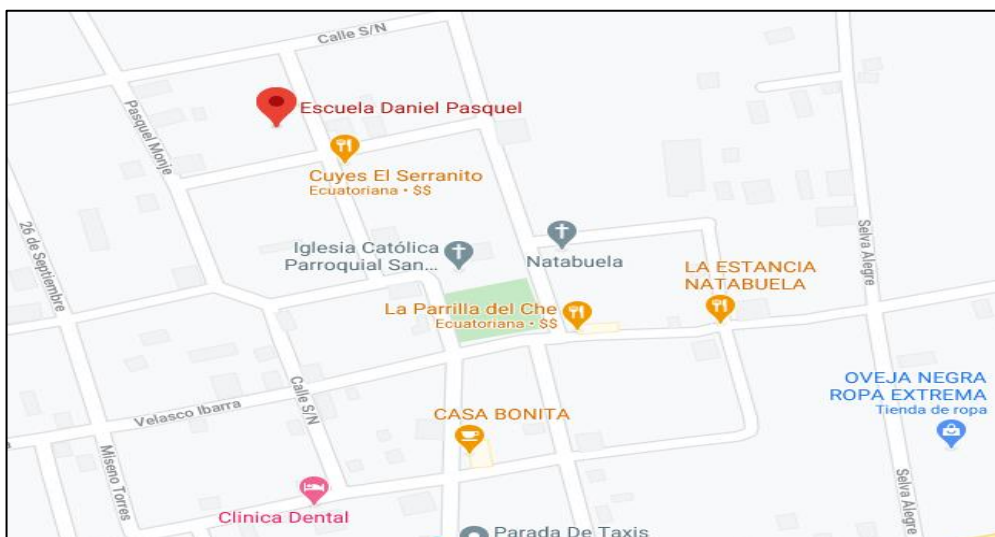 Calle S/N
Escuela Daniel Pasquel
Pasquel Monje
Cuyes El Serranito
Ecuatoriana • $$
26 de Septiembre
Iglesia Católica
Parroquial San...
Natabuela
Selva Alegre
LA ESTANCIA
NATABUELA
La Parrilla del Che
Ecuatoriana • $$
OVEJA NEGRA
ROPA EXTREMA
Tienda de ropa
Calle S/N
Velasco Ibarra
CASA BONITA
Miseno Torres
Selva Alegre
Clinica Dental
Parada De Taxis